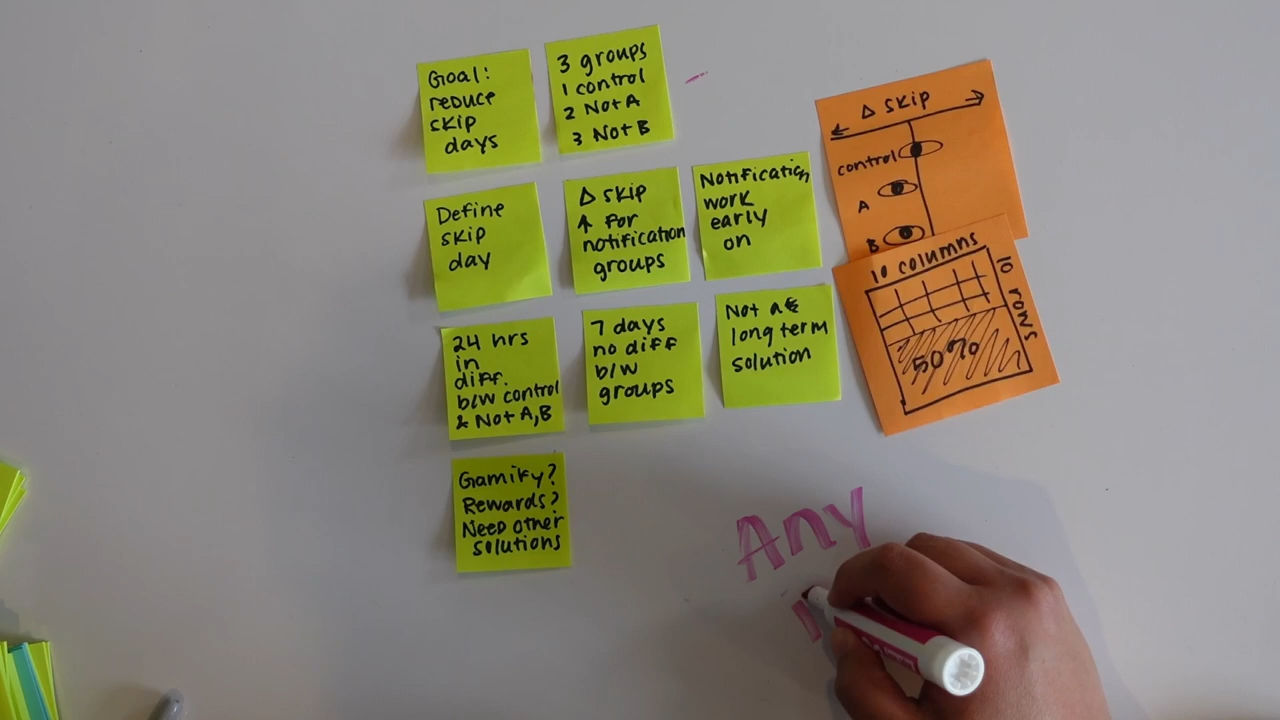 Goal:
reduce
skip
days
3 groups
1 control
2 Not A
3 Not B
Define
skip
day
Δ skip
↑ for
notification
groups
Notification
work
early
on
24 hrs
in
diff.
b/w control
& Not A, B
7 days
no diff
b/w
groups
Not a
long term
solution
Gamify?
Rewards?
Need other
solutions
Δ skip
control
A
B
10 columns
10 rows
50%
Any